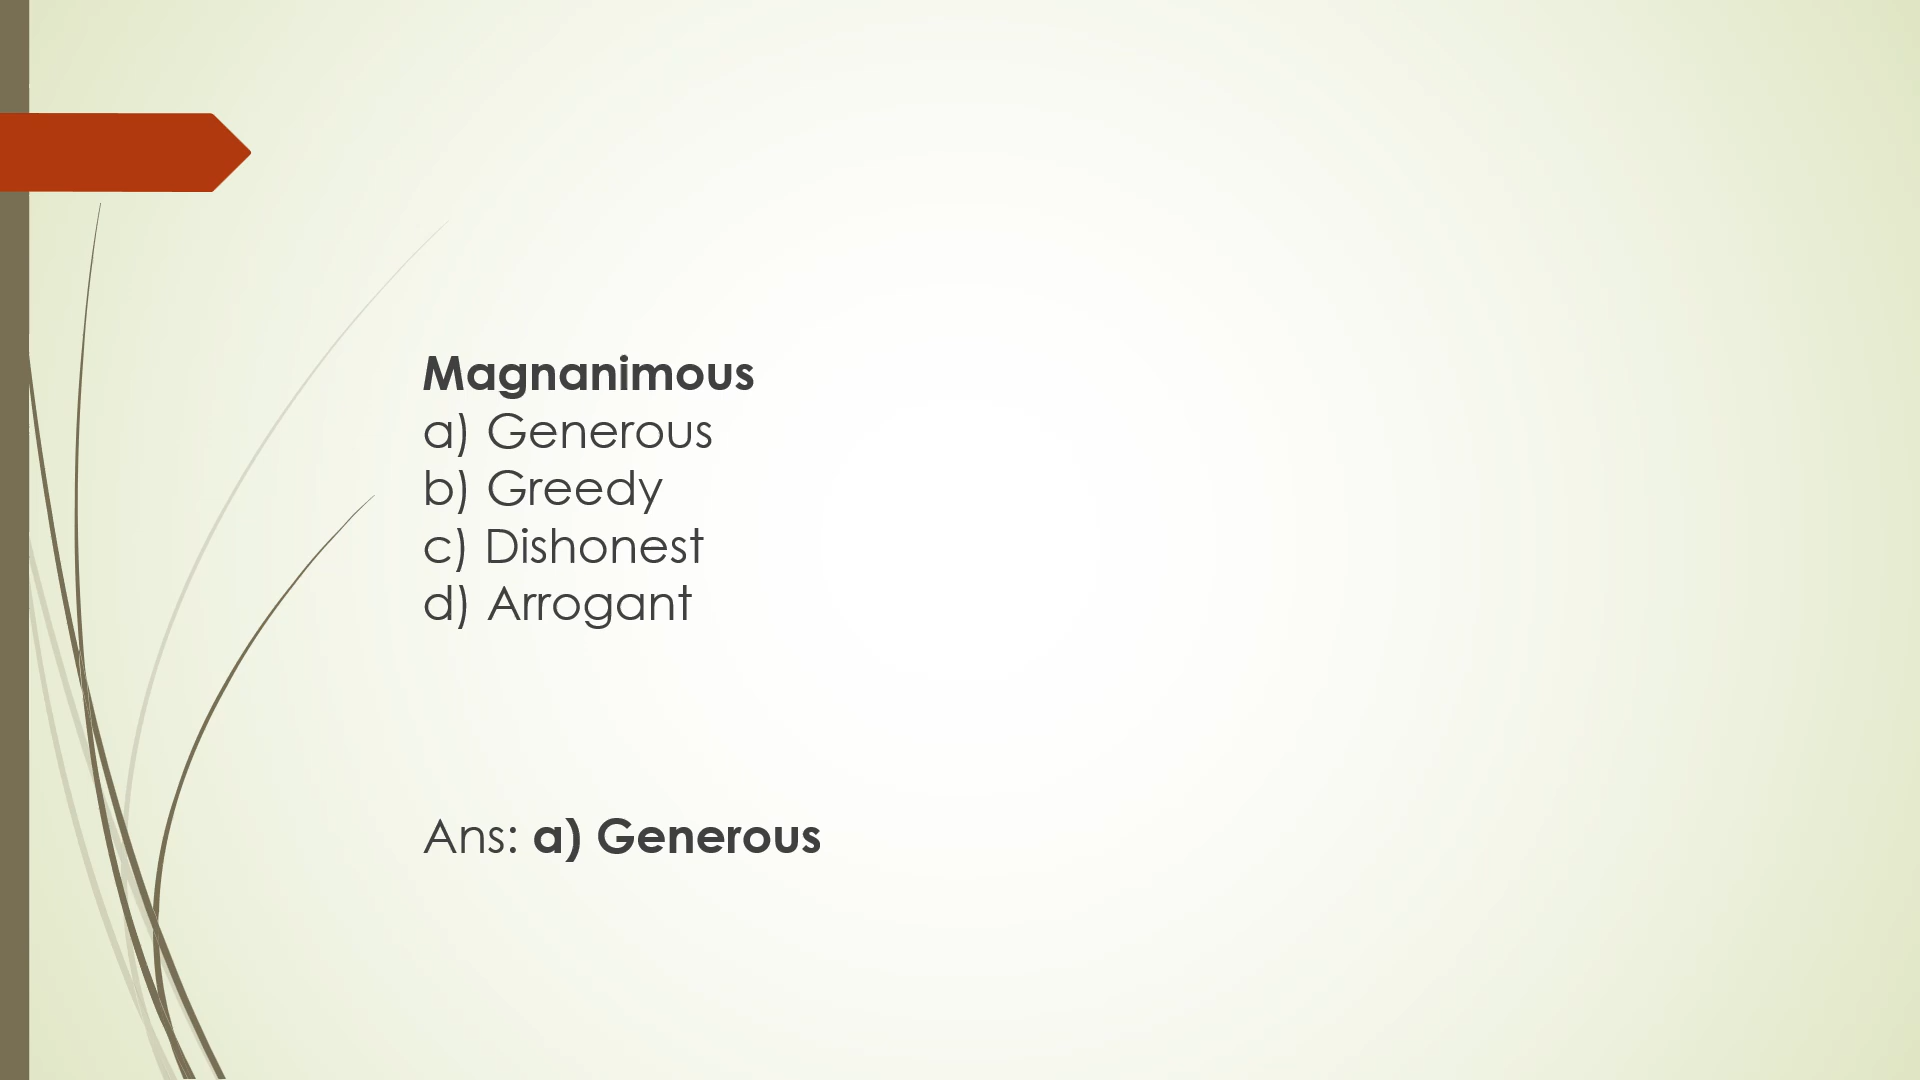 Magnanimous
a) Generous
b) Greedy
c) Dishonest
d) Arrogant
Ans: a) Generous